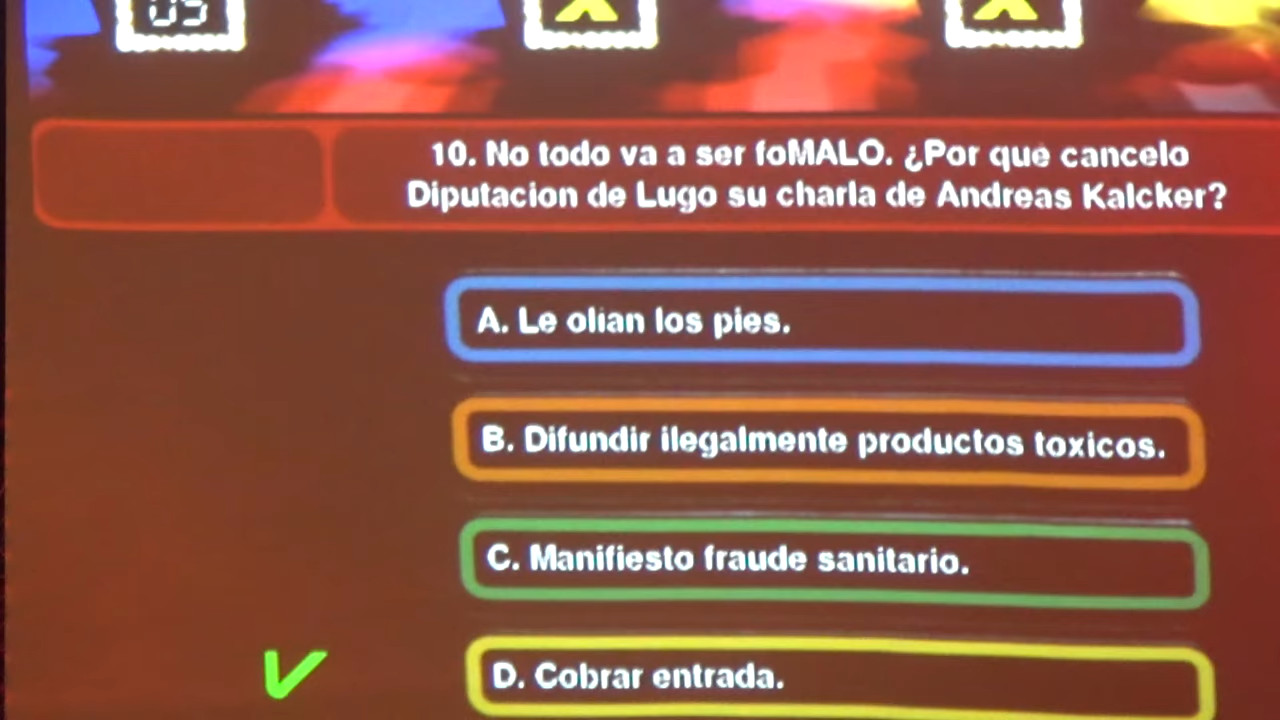 05
X
X
10. No todo va a ser foMALO. ¿Por que cancelo
Diputacion de Lugo su charla de Andreas Kalcker?
A. Le olian los pies.
B. Difundir ilegalmente productos toxicos.
C. Manifiesto fraude sanitario.
D. Cobrar entrada.